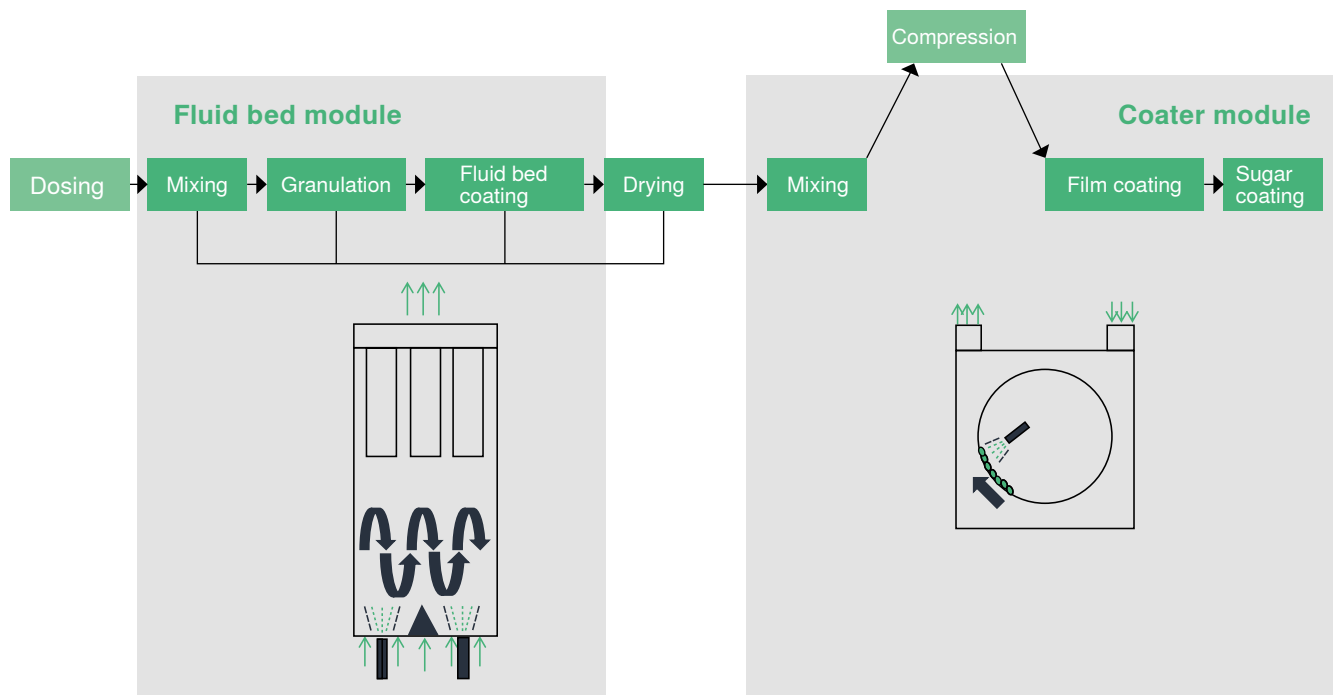 Compression
Fluid bed module
Coater module
Dosing
Mixing
Granulation
Fluid bed
coating
Drying
Mixing
Film coating
Sugar
coating